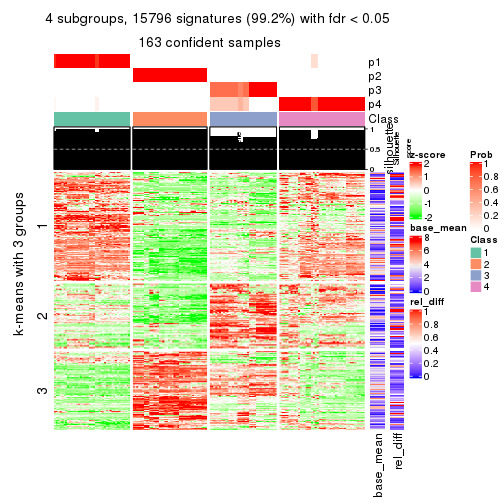 4 subgroups, 15796 signatures (99.2%) with fdr < 0.05
163 confident samples
p1
p2
p3
p4
Class
1
0.5
0
silhouette
Silhouette
score
k-means with 3 groups
1
2
3
base_mean
rel_diff
z-score
2
1
0
-1
-2
base_mean
8
6
4
2
0
rel_diff
1
0.8
0.6
0.4
0.2
0
Prob
1
0.8
0.6
0.4
0.2
0
Class
1
2
3
4